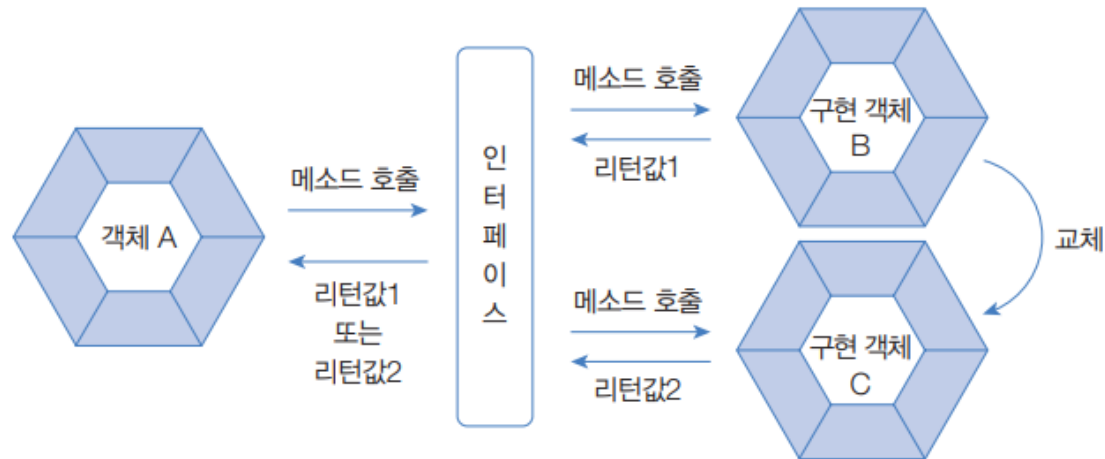 객체 A
메소드 호출
리턴값1
또는
리턴값2
인
터
페
이
스
메소드 호출
리턴값1
구현 객체
B
교체
메소드 호출
리턴값2
구현 객체
C